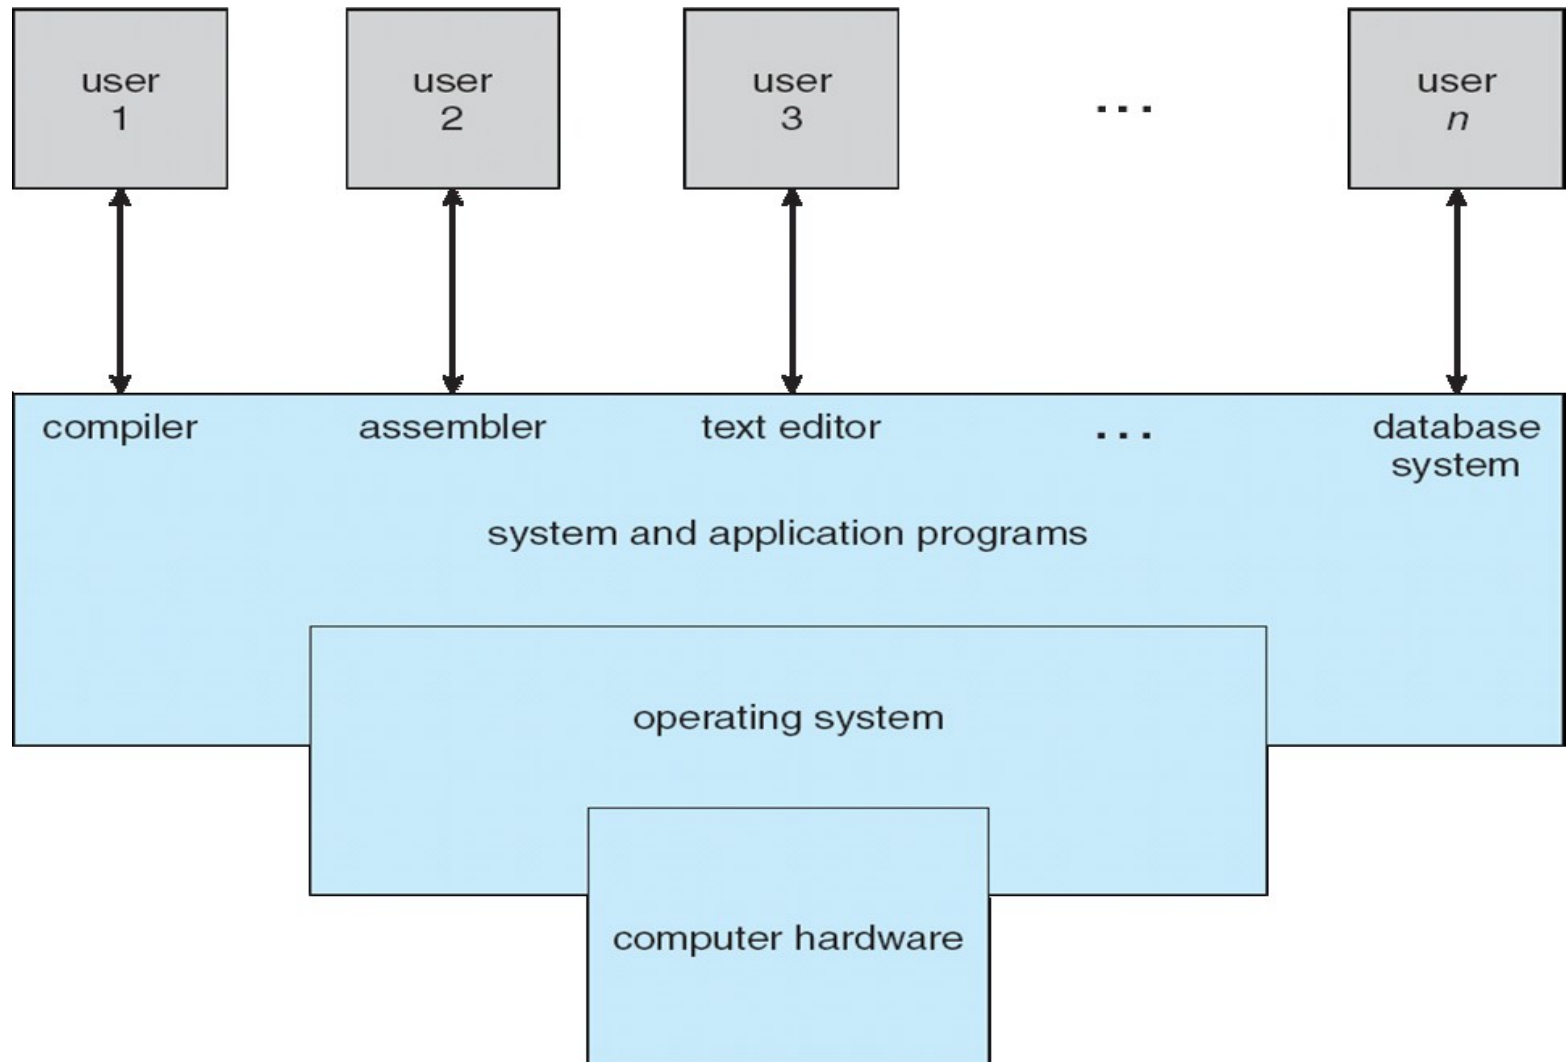 user
1
user
2
user
3
...
user
n
compiler
assembler
text editor
...
database
system
system and application programs
operating system
computer hardware